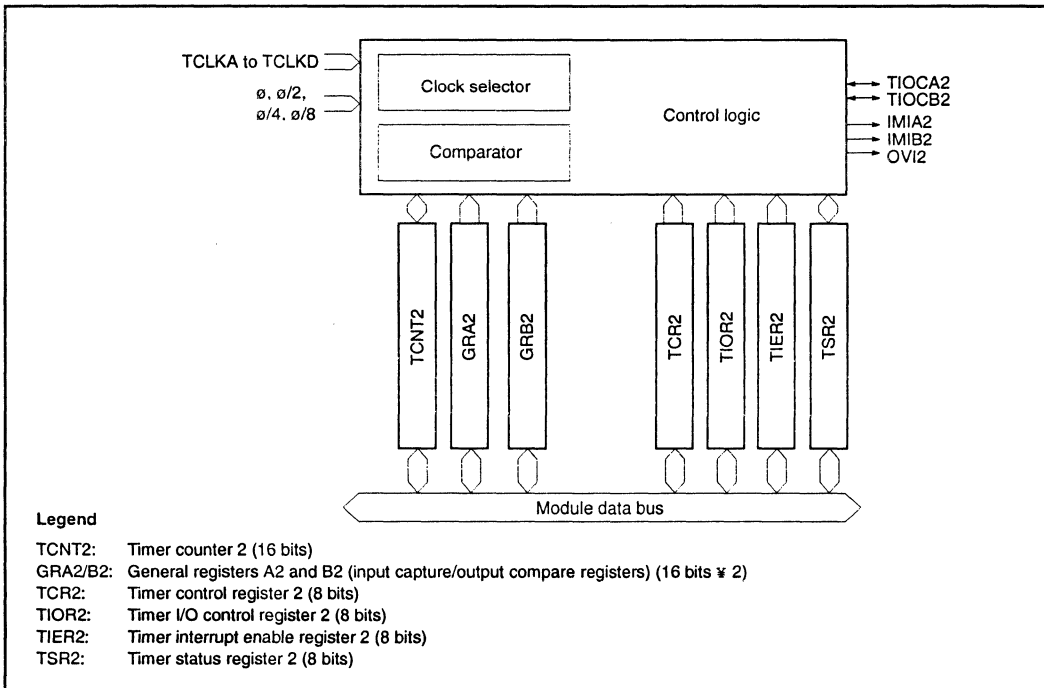 TCLKA to TCLKD
ø, ø/2,
ø/4, ø/8
Clock selector
Comparator
Control logic
TIOCA2
TIOCB2
IMIA2
IMIB2
OVI2
TCNT2
GRA2
GRB2
TCR2
TIOR2
TIER2
TSR2
Module data bus
Legend
TCNT2: Timer counter 2 (16 bits)
GRA2/B2: General registers A2 and B2 (input capture/output compare registers) (16 bits ¥ 2)
TCR2: Timer control register 2 (8 bits)
TIOR2: Timer I/O control register 2 (8 bits)
TIER2: Timer interrupt enable register 2 (8 bits)
TSR2: Timer status register 2 (8 bits)